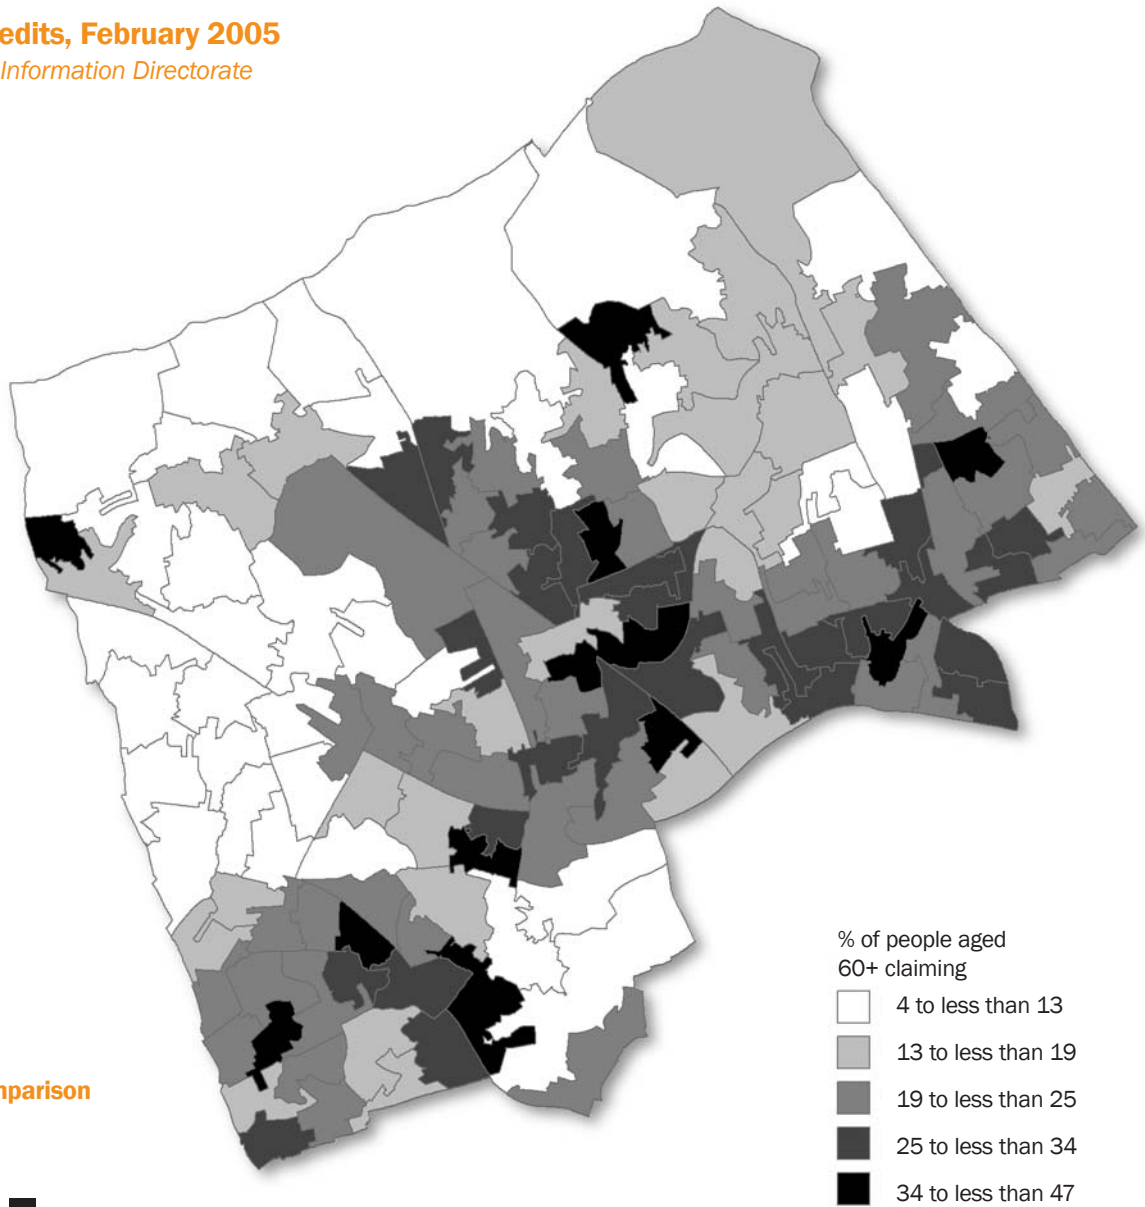 edits, February 2005
Information Directorate
% of people aged
60+ claiming
4 to less than 13
13 to less than 19
19 to less than 25
25 to less than 34
34 to less than 47
nparison